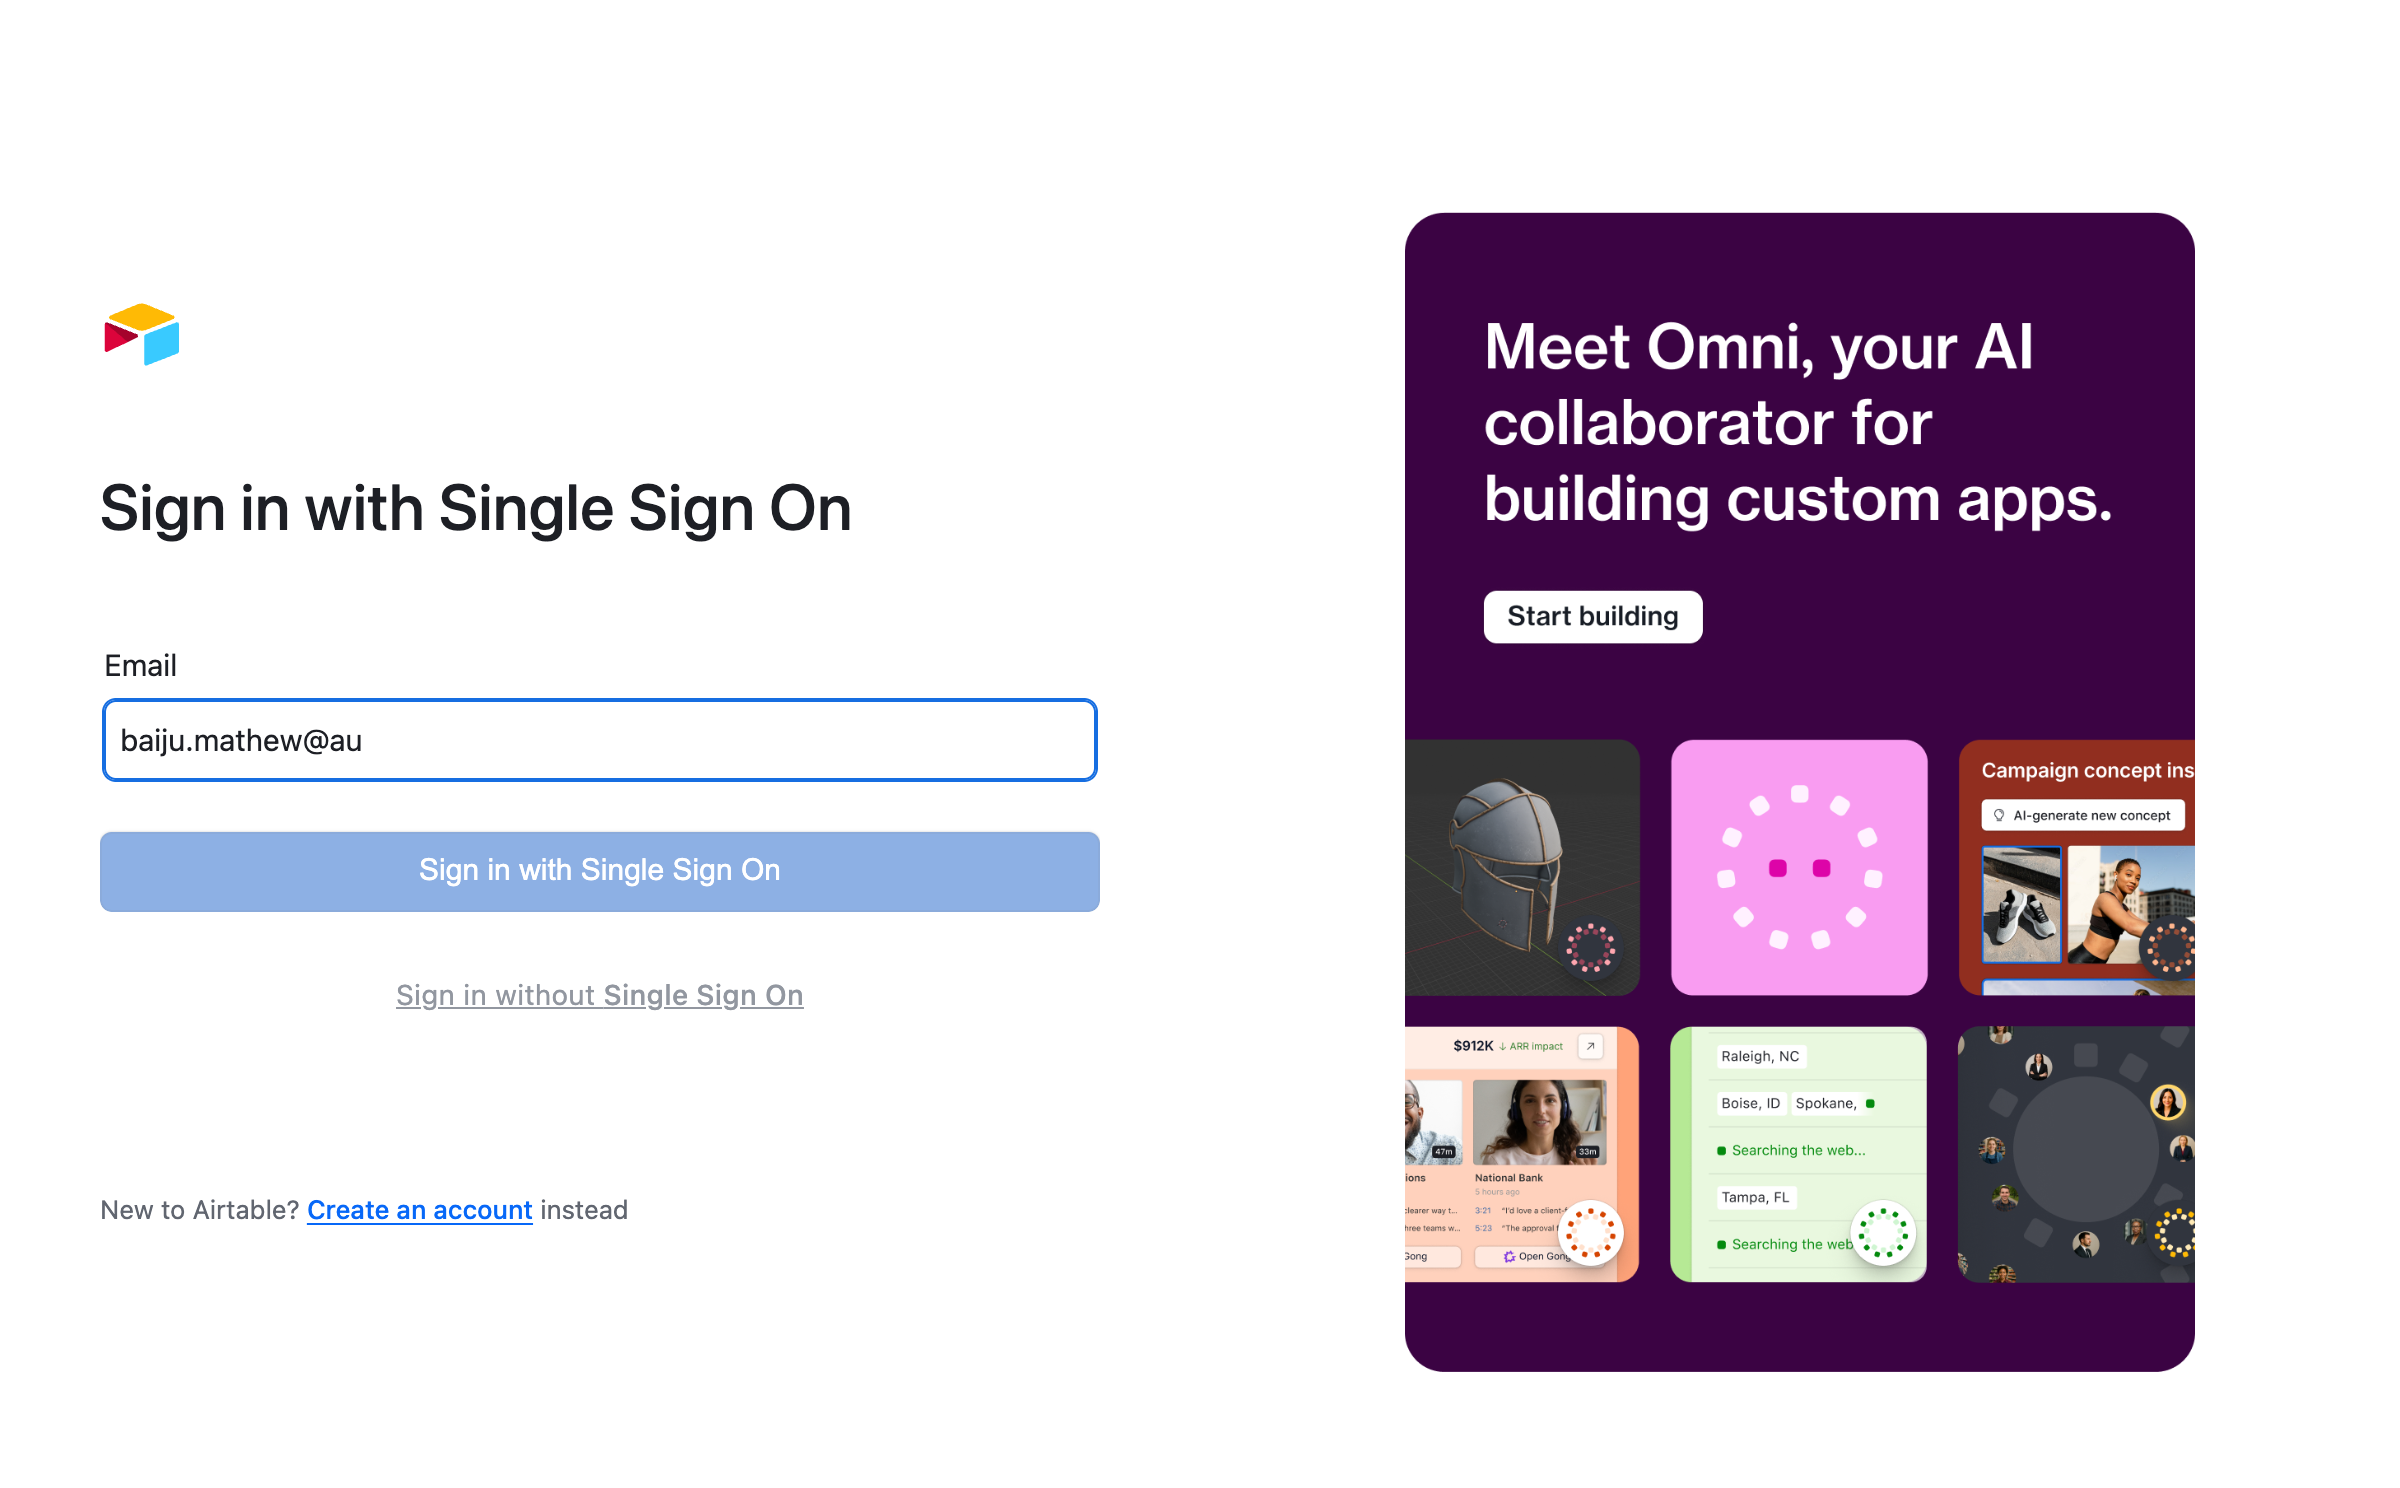 Sign in with Single Sign On
Email
baiju.mathew@au
Sign in with Single Sign On
Sign in without Single Sign On
New to Airtable? Create an account instead
Meet Omni, your AI
collaborator for
building custom apps.
Start building
Campaign concept ins
AI-generate new concept
$912K ↓ ARR impact
47m
33m
ions
National Bank
5 hours ago
clearer way t...
3:21 "I'd love a client-f
hree teams w...
5:23 "The approval
Gong
Open Gong
Raleigh, NC
Boise, ID Spokane,
Searching the web...
Tampa, FL
Searching the web